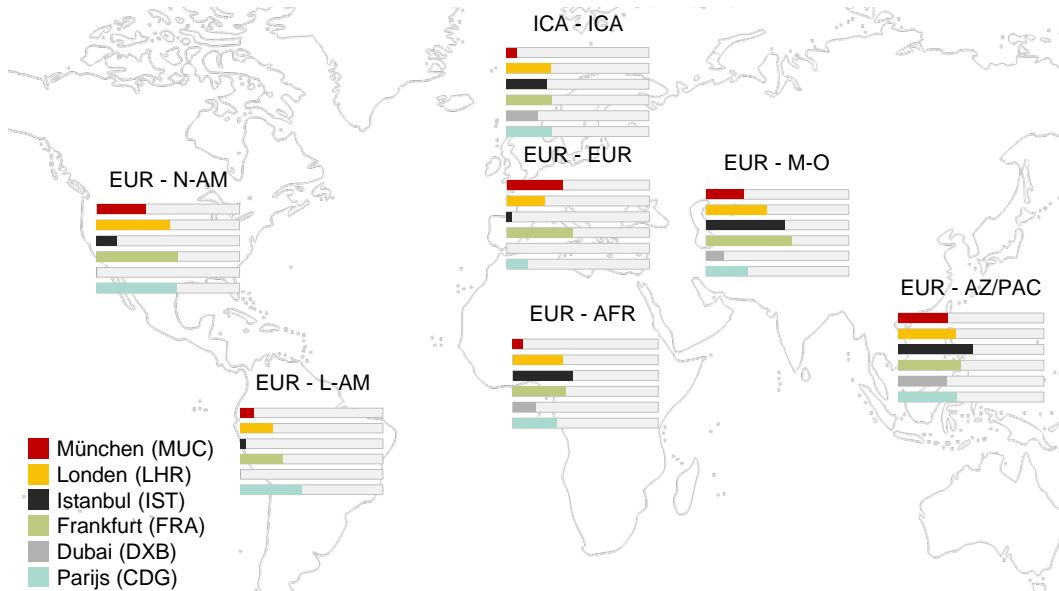 ICA - ICA
EUR - EUR
EUR - M-O
EUR - N-AM
EUR - AZ/PAC
EUR - AFR
EUR - L-AM
München (MUC)
Londen (LHR)
Istanbul (IST)
Frankfurt (FRA)
Dubai (DXB)
Parijs (CDG)